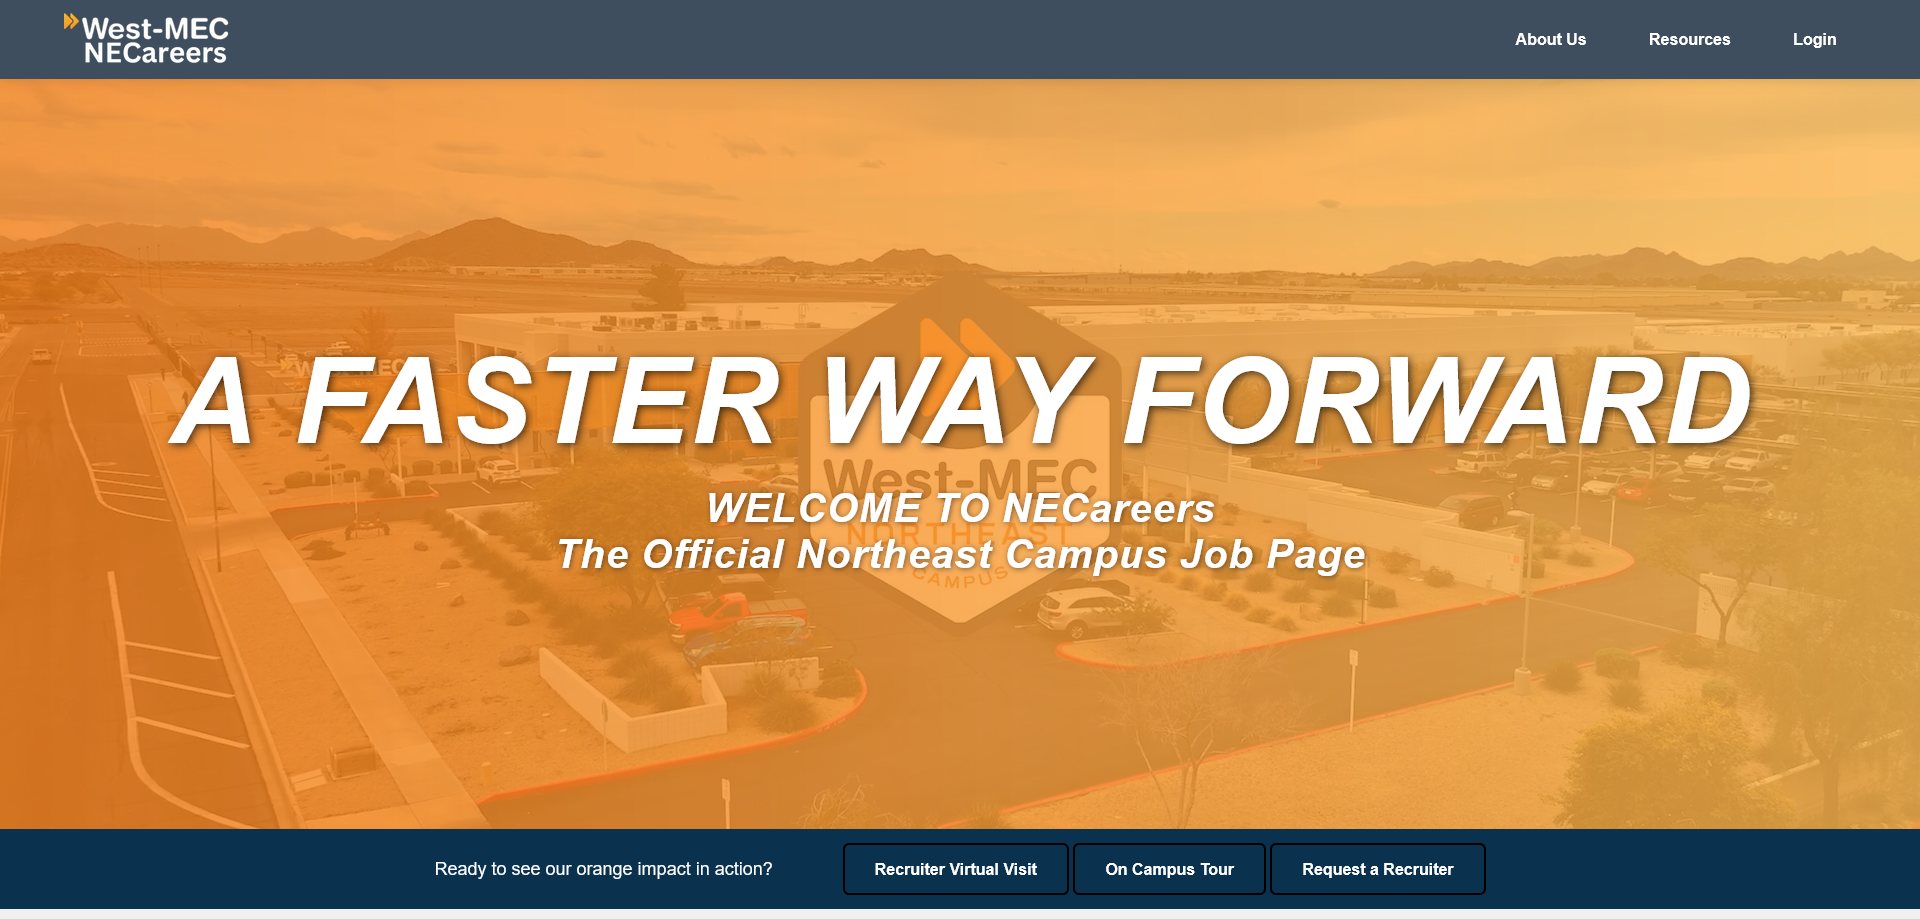 West-MEC
NECareers
About Us
Resources
Login
A FASTER WAY FORWARD
West-MEC
NORTHEAST
CAMPUS
WELCOME TO NECareers
The Official Northeast Campus Job Page
Ready to see our orange impact in action?
Recruiter Virtual Visit
On Campus Tour
Request a Recruiter